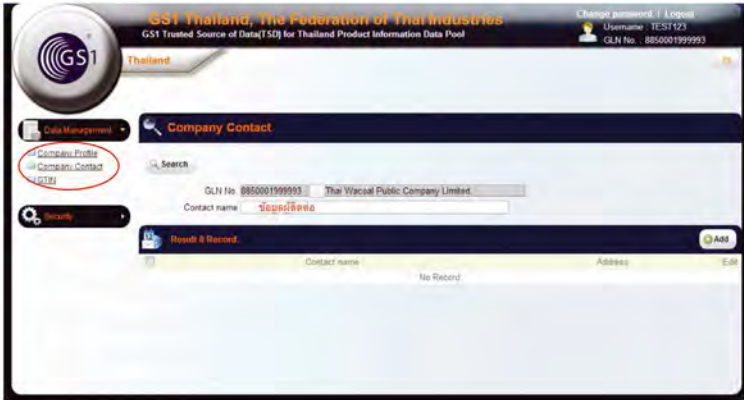 GS1 Thailand, The Federation of Thai Industries
Change password | Logout
GS1 Trusted Source of Data(TSD) for Thailand Product Information Data Pool
Username : TEST123
GLN No. : 8850001999993
GS1
Thailand
Data Management
Company Contact
Company Profile
Company Contact
GTIN
Search
GLN No. 8850001999993 Thai Wacoal Public Company Limited.
Contact name ข้อมูลผู้ติดต่อ
Security
Result 0 Record.
Add
Contact name Address Edit
No Record